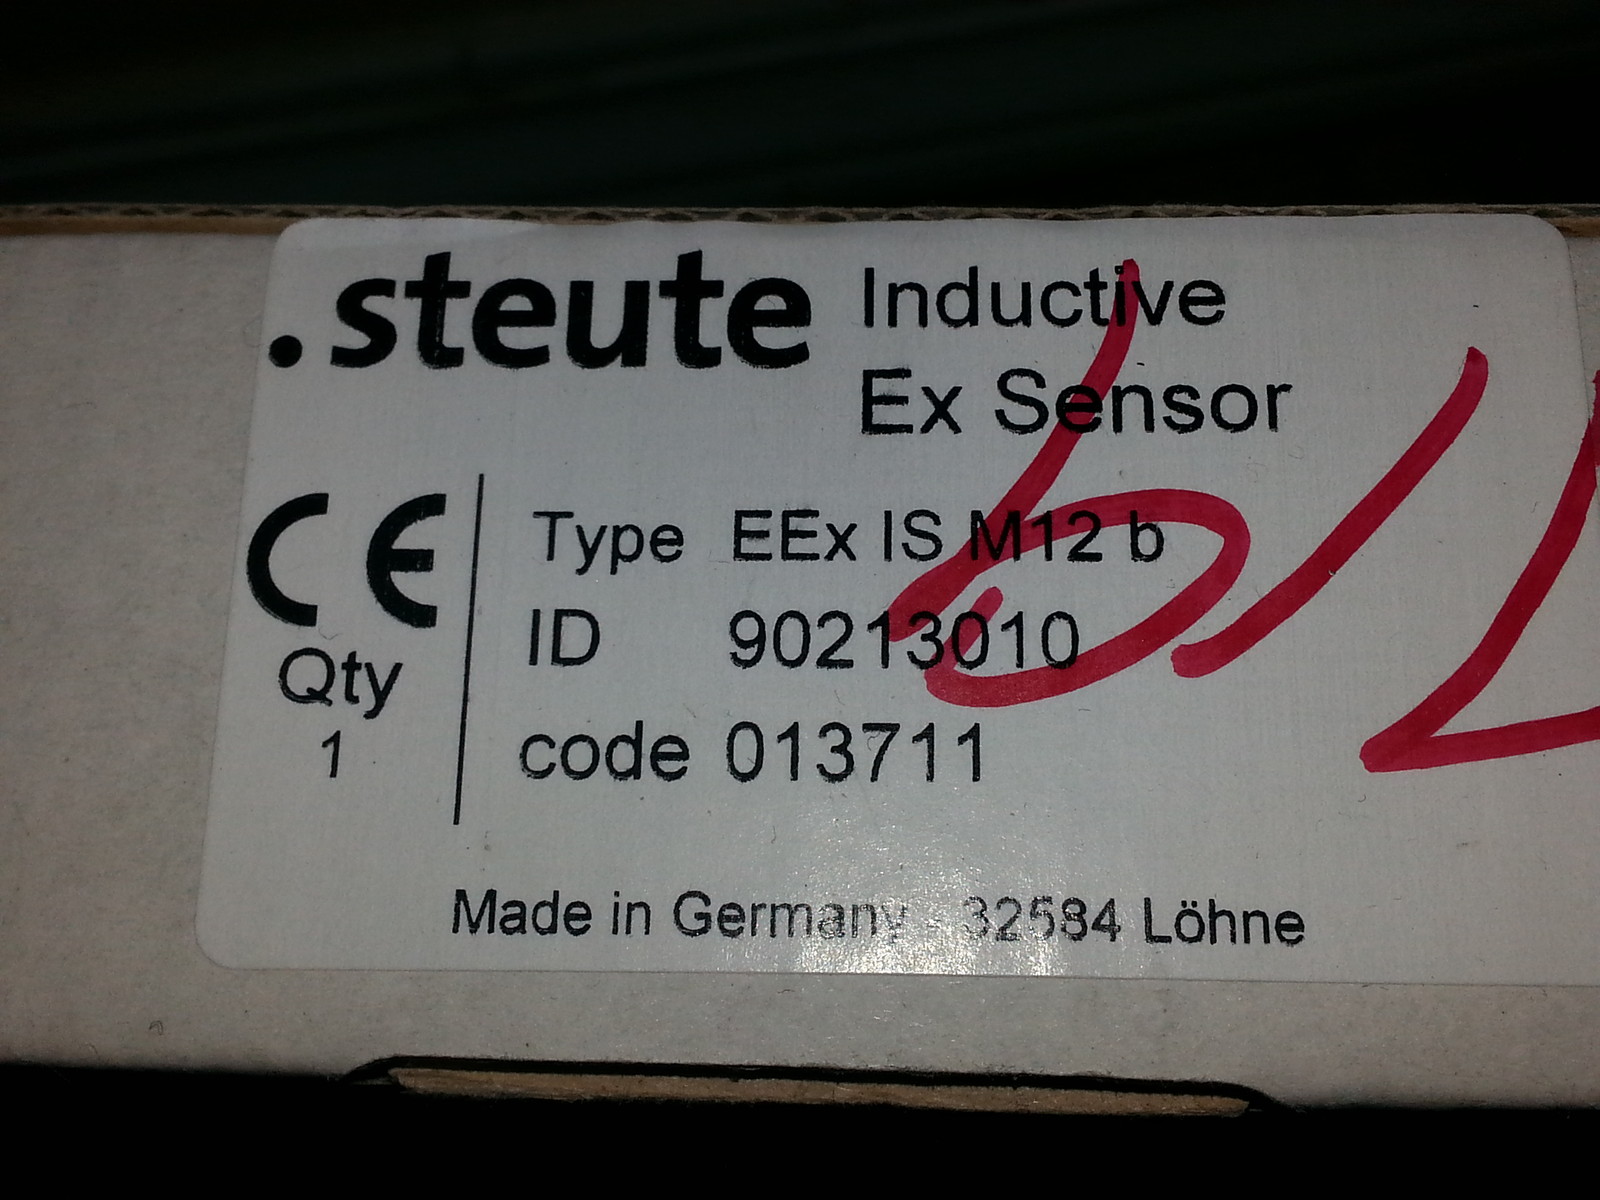 .steute
Inductive
Ex Sensor
CE
Qty
1
Type EEx IS M12 b
ID 90213010
code 013711
Made in Germany - 32584 Löhne